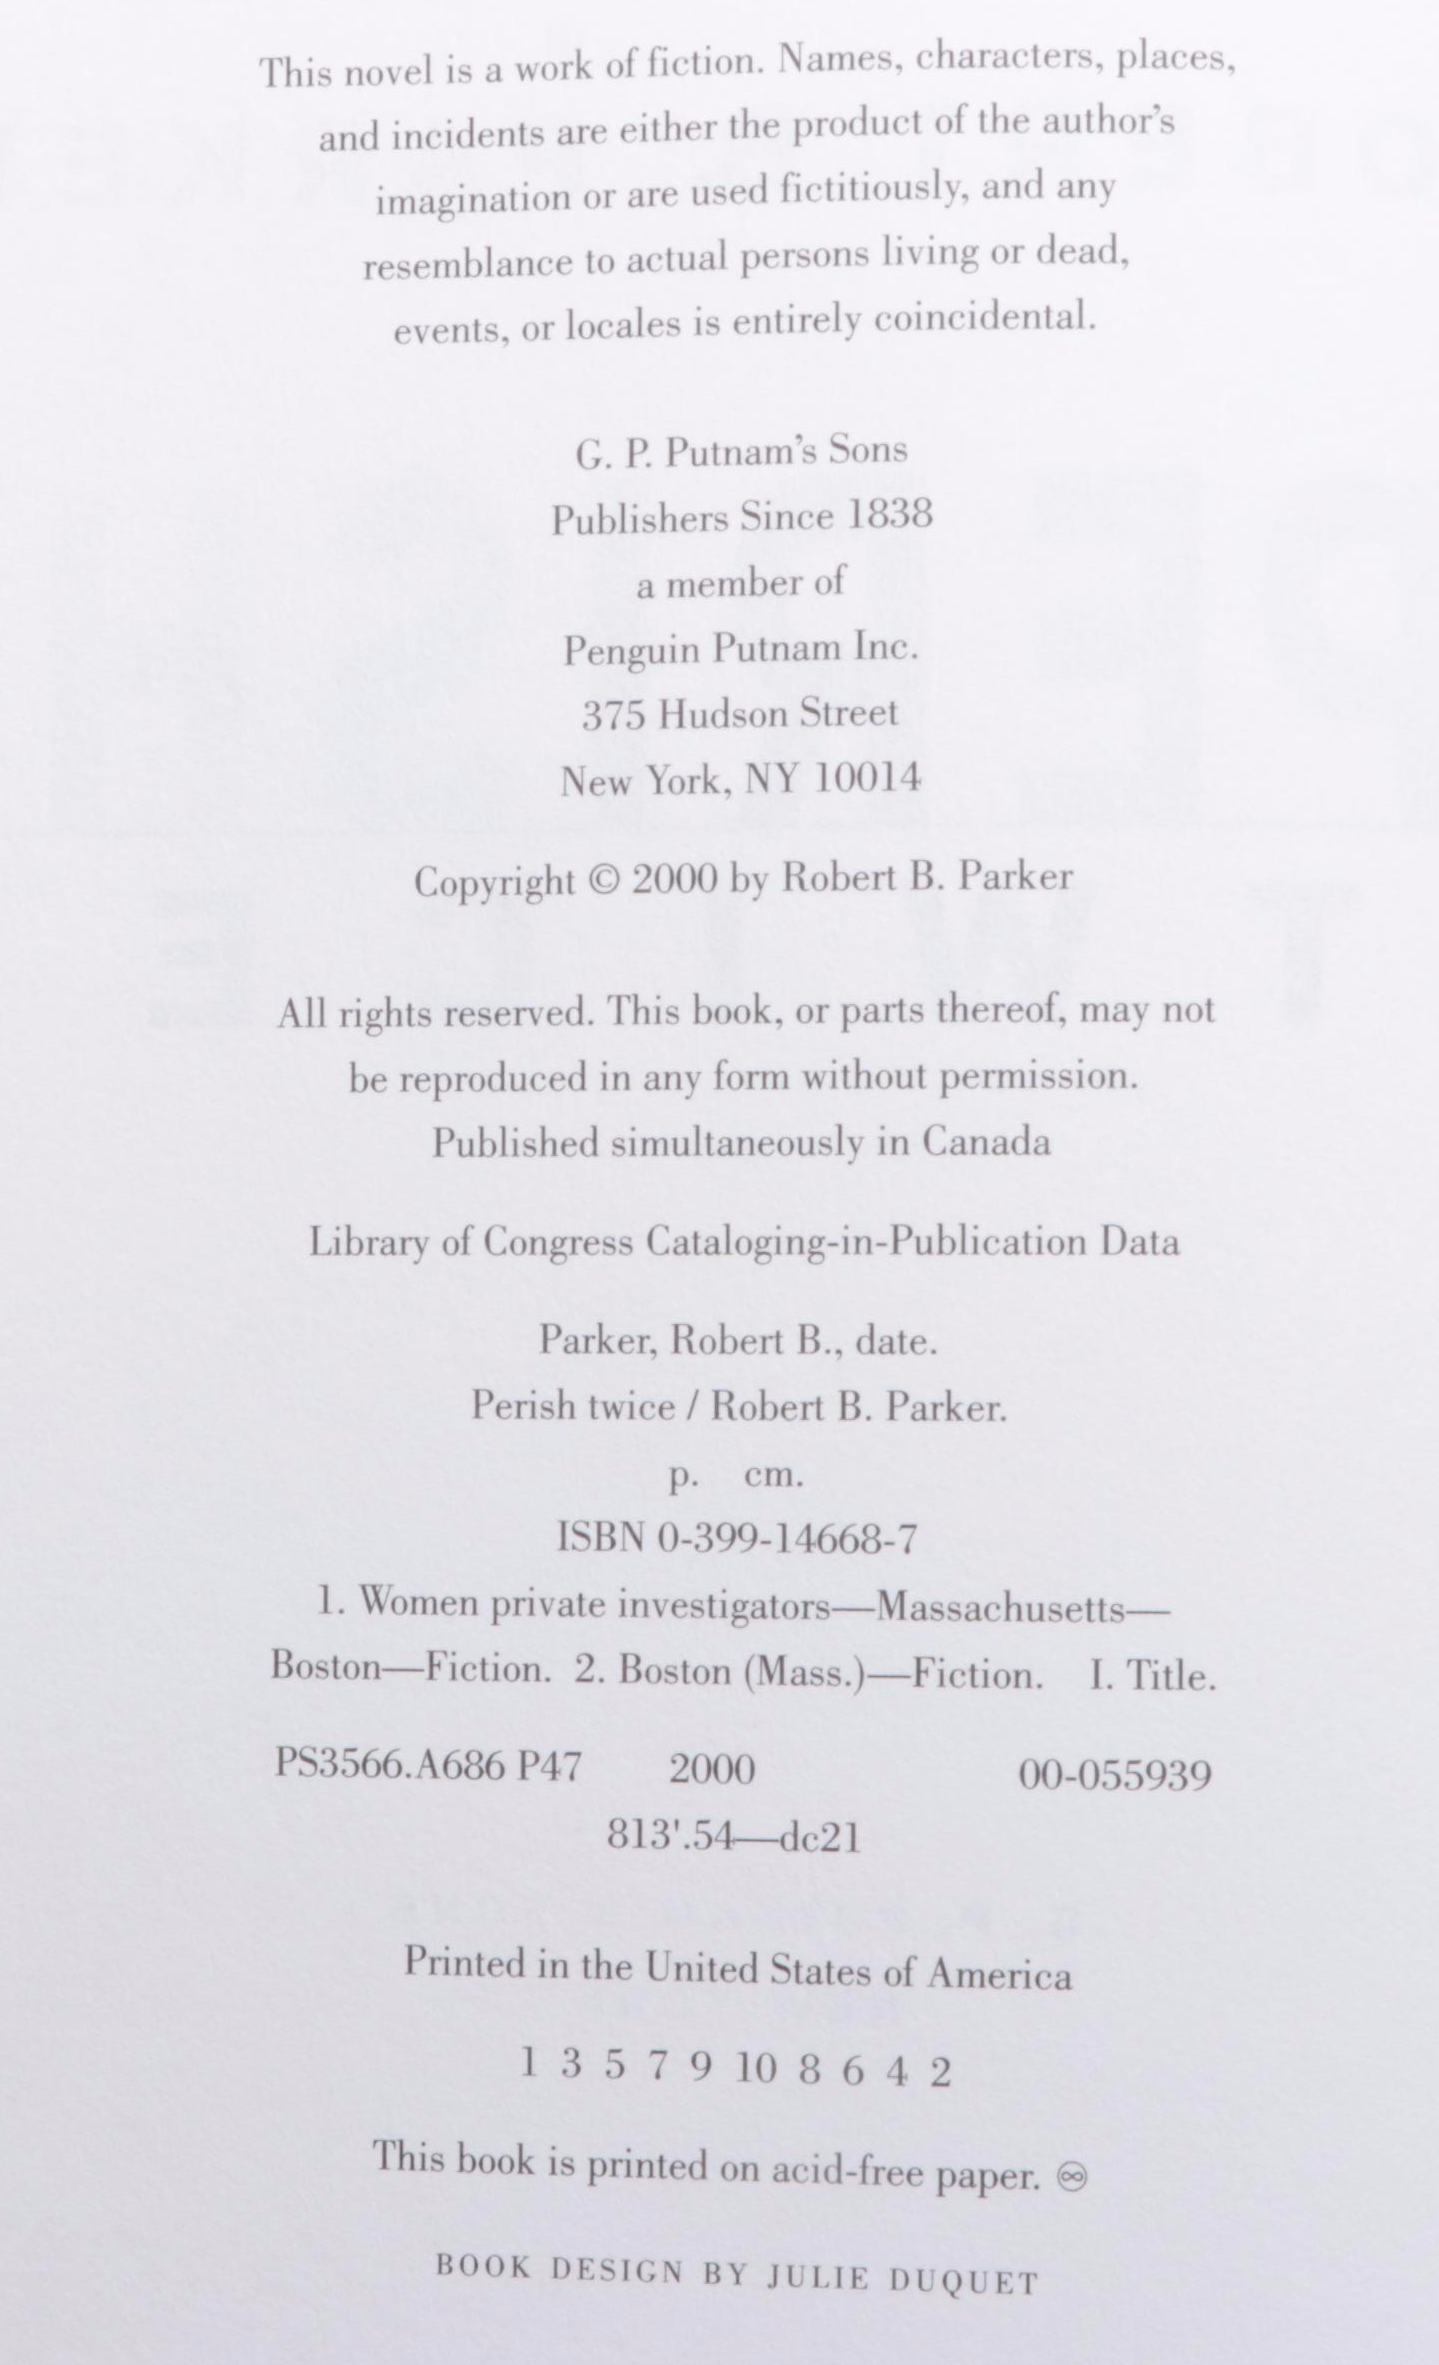 This novel is a work of fiction. Names, characters, places,
and incidents are either the product of the author's
imagination or are used fictitiously, and any
resemblance to actual persons living or dead,
events, or locales is entirely coincidental.
G. P. Putnam's Sons
Publishers Since 1838
a member of
Penguin Putnam Inc.
375 Hudson Street
New York, NY 10014
Copyright © 2000 by Robert B. Parker
All rights reserved. This book, or parts thereof, may not
be reproduced in any form without permission.
Published simultaneously in Canada
Library of Congress Cataloging-in-Publication Data
Parker, Robert B., date.
Perish twice / Robert B. Parker.
p. cm.
ISBN 0-399-14668-7
1. Women private investigators—Massachusetts—
Boston—Fiction. 2. Boston (Mass.)—Fiction. I. Title.
PS3566.A686 P47 2000 00-055939
813'.54—dc21
Printed in the United States of America
1 3 5 7 9 10 8 6 4 2
This book is printed on acid-free paper. ♾
BOOK DESIGN BY JULIE DUQUET